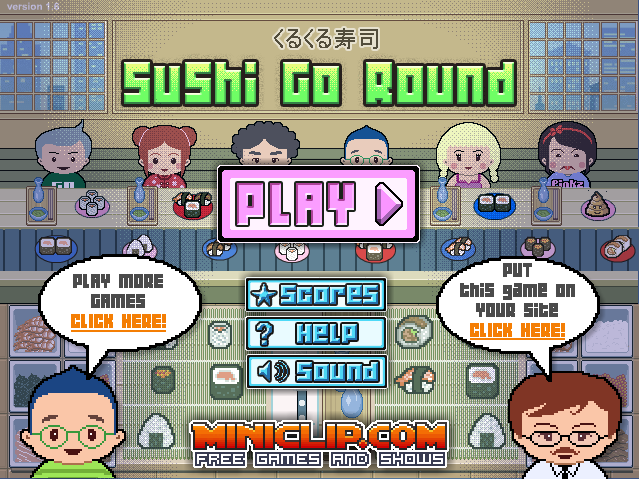 version 1.8
くるくる寿司
Sushi Go Round
PLAY
PLAY MORE
GAMES
CLICK HERE!
PUT
this game on
your site
CLICK HERE!
Scores
? Help
Sound
MINICLIP.COM
FREE GAMES AND SHOWS